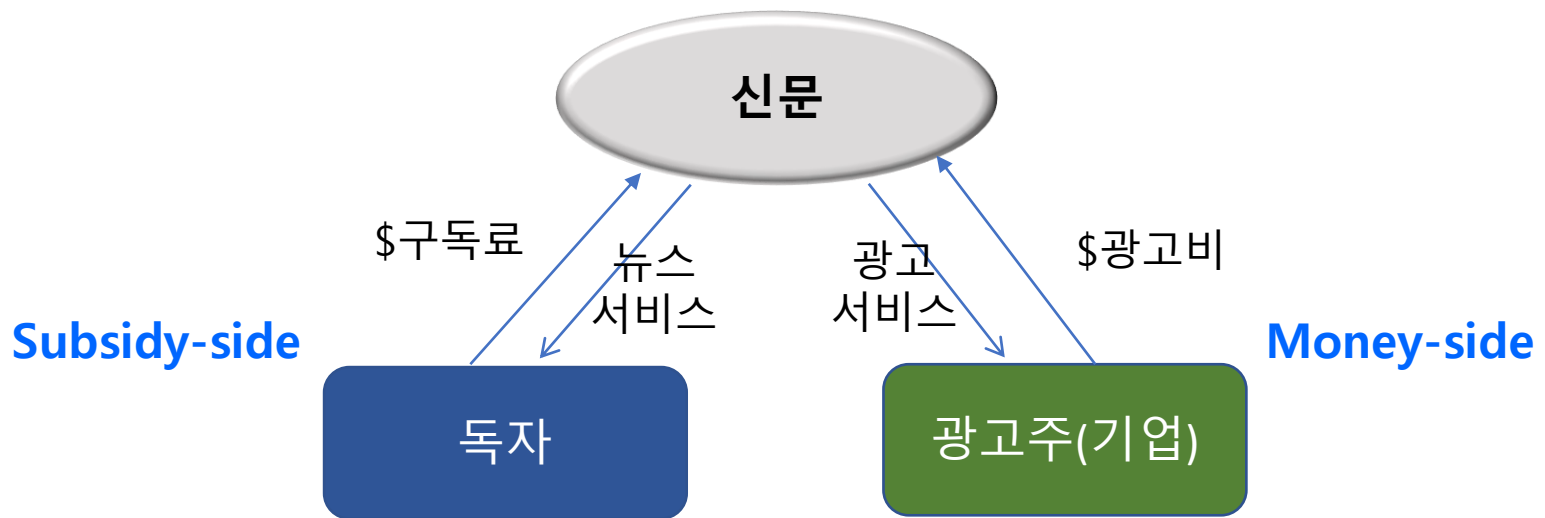 신문
$구독료
뉴스
서비스
광고
서비스
$광고비
Subsidy-side
Money-side
독자
광고주(기업)